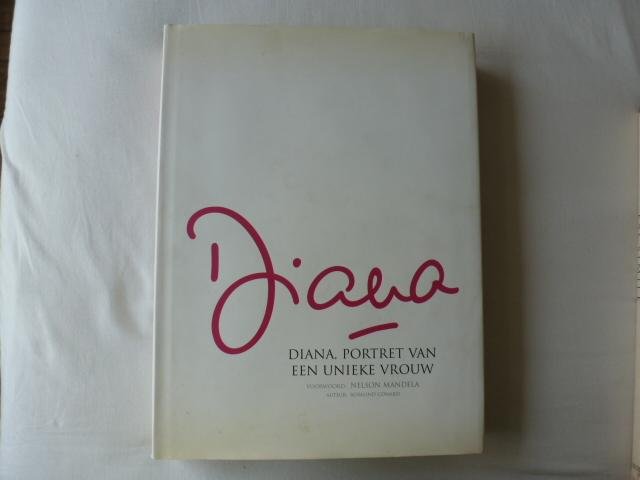 Diana
DIANA, PORTRET VAN
EEN UNIEKE VROUW
VOORWOORD: NELSON MANDELA
AUTEUR: ROSALIND COWARD